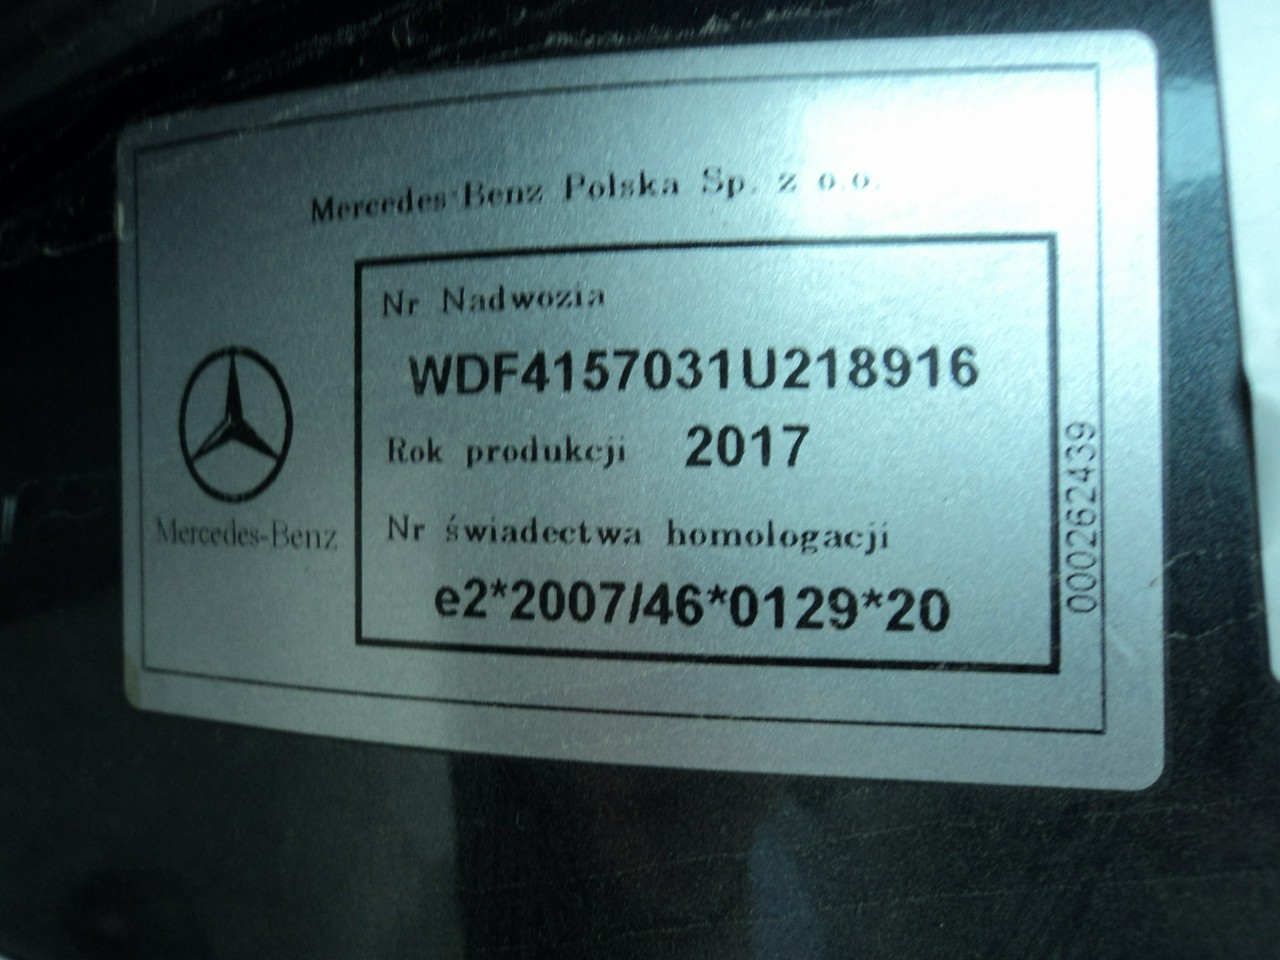 Mercedes-Benz Polska Sp. z o.o.
Nr Nadwozia
WDF4157031U218916
Rok produkcji 2017
Nr świadectwa homologacji
e2*2007/46*0129*20
Mercedes-Benz
000262439